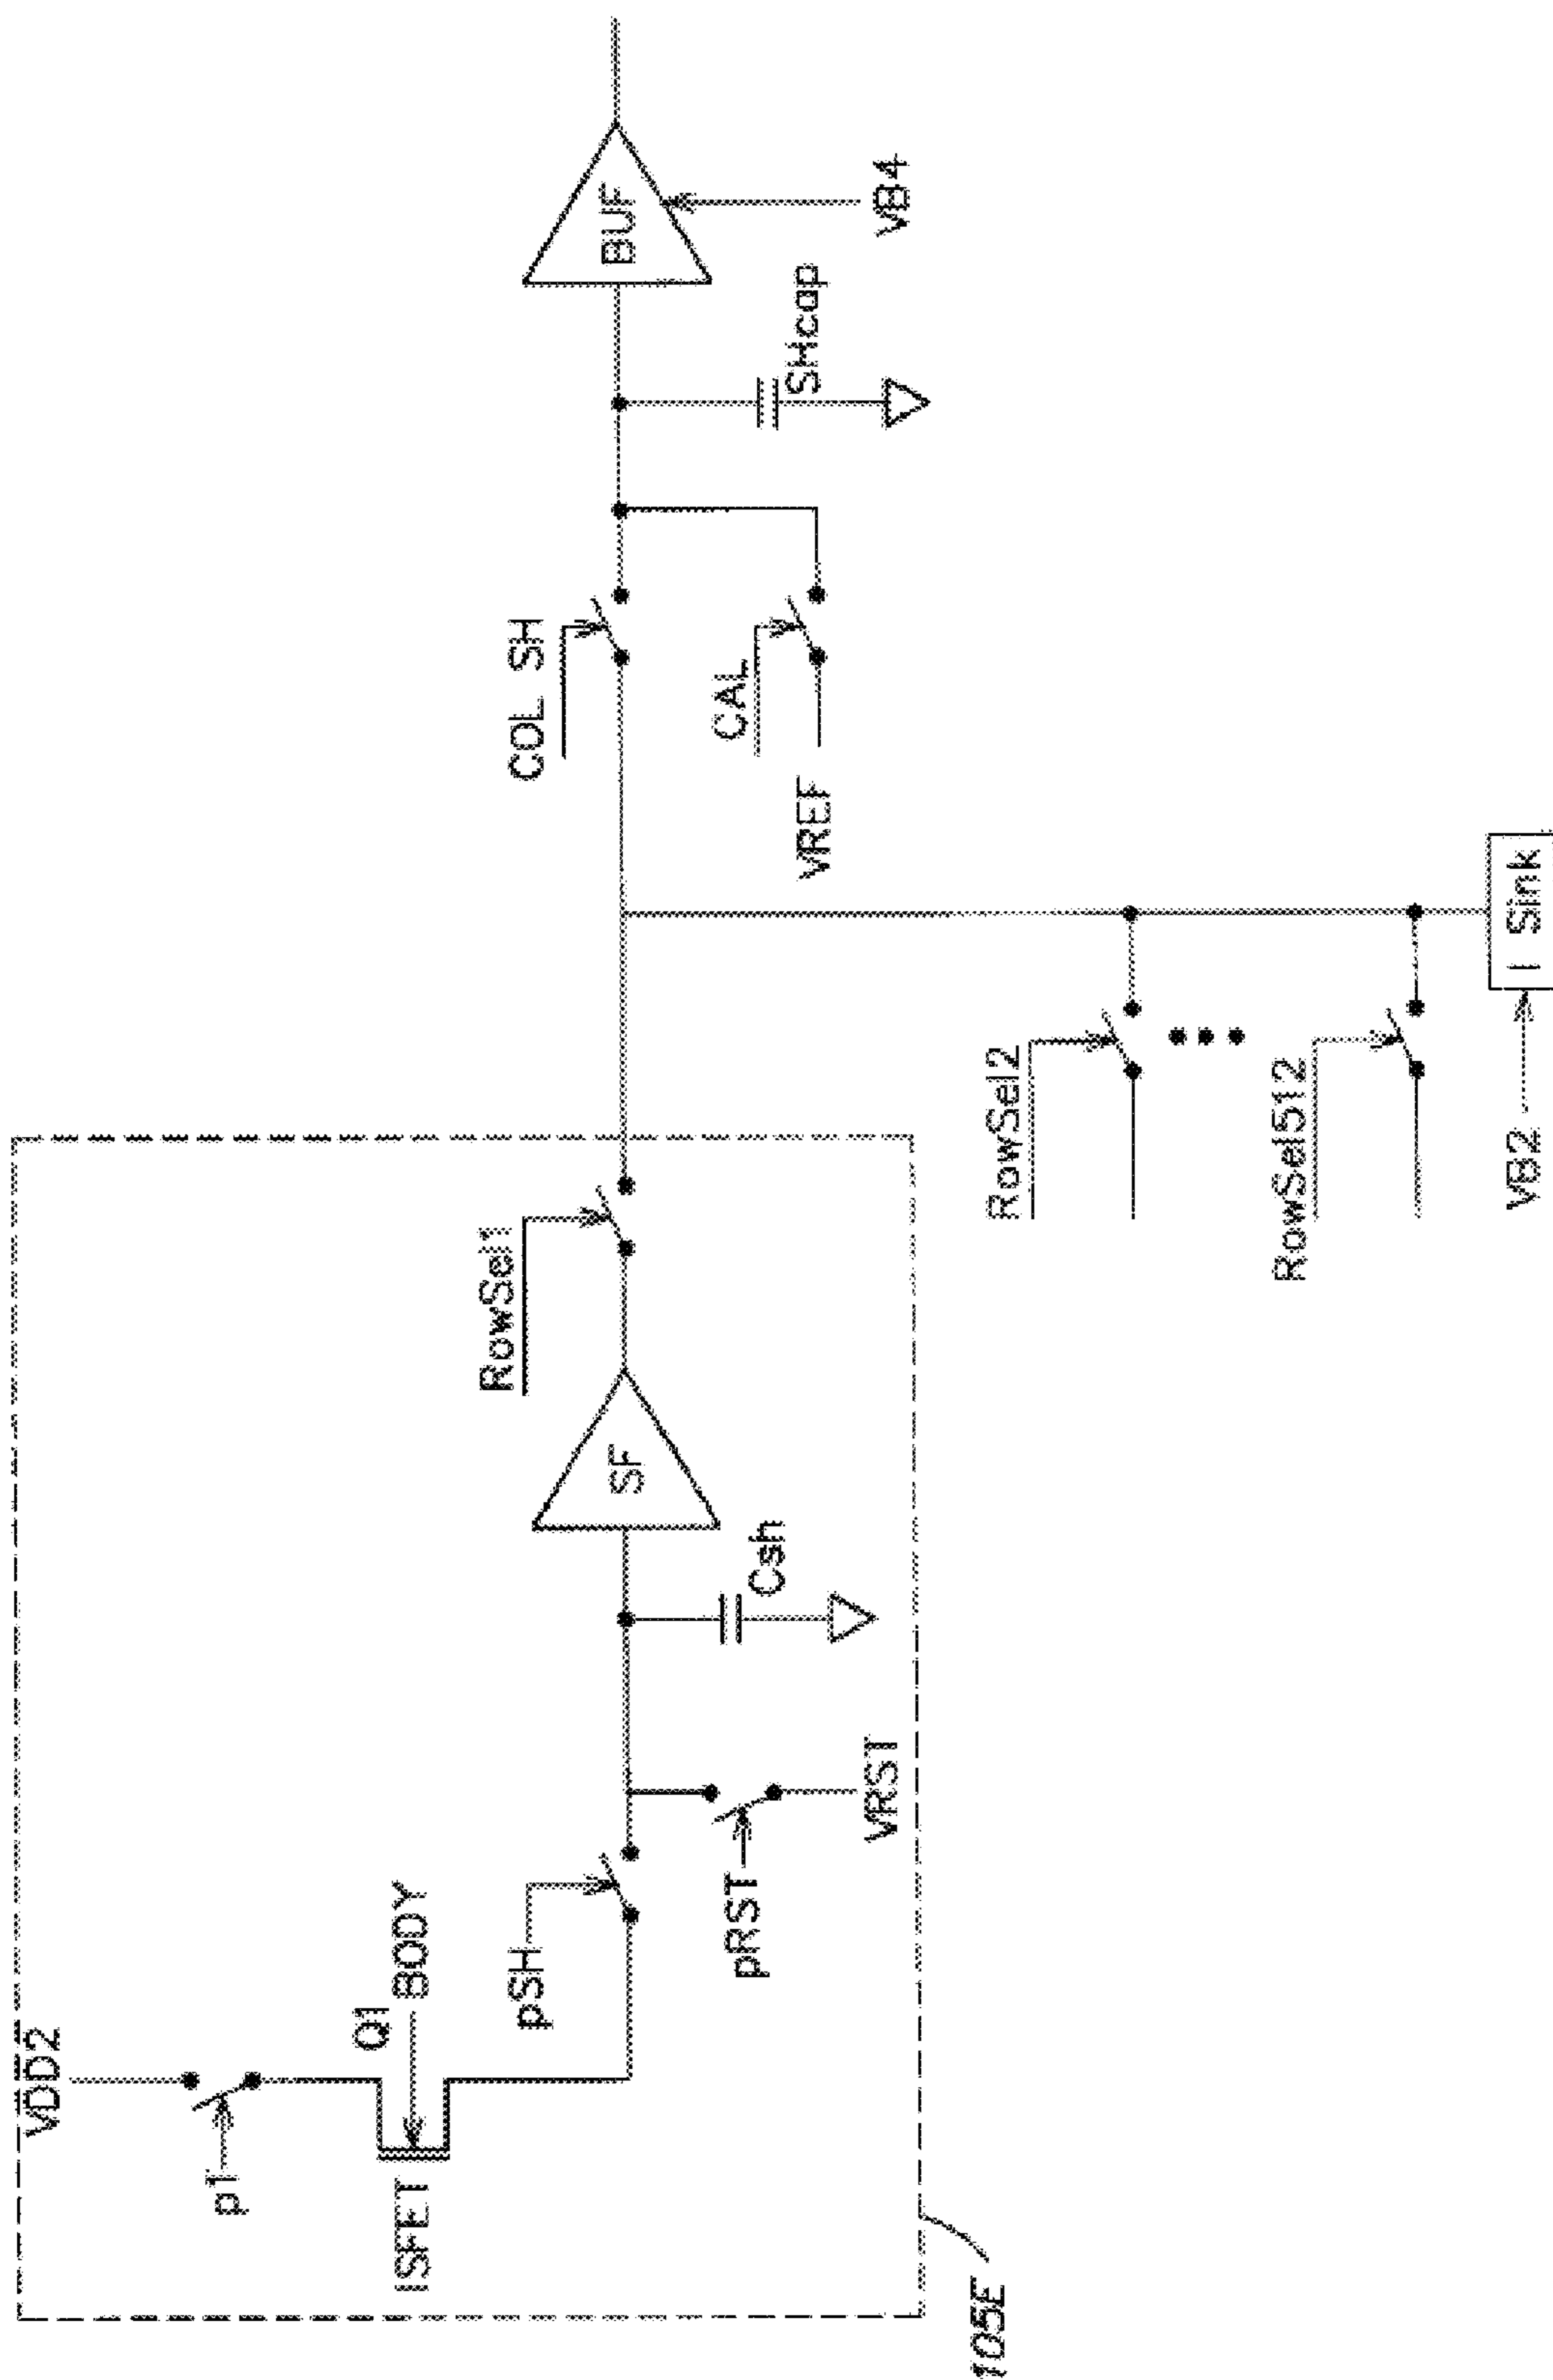 VDD2
p1
ISFET
Q1
BODY
pSH
pRST
VRST
Csh
SF
RowSel1
105E
RowSel2
RowSel512
VB2
I Sink
COL SH
CAL
VREF
SHcap
BUF
VB4